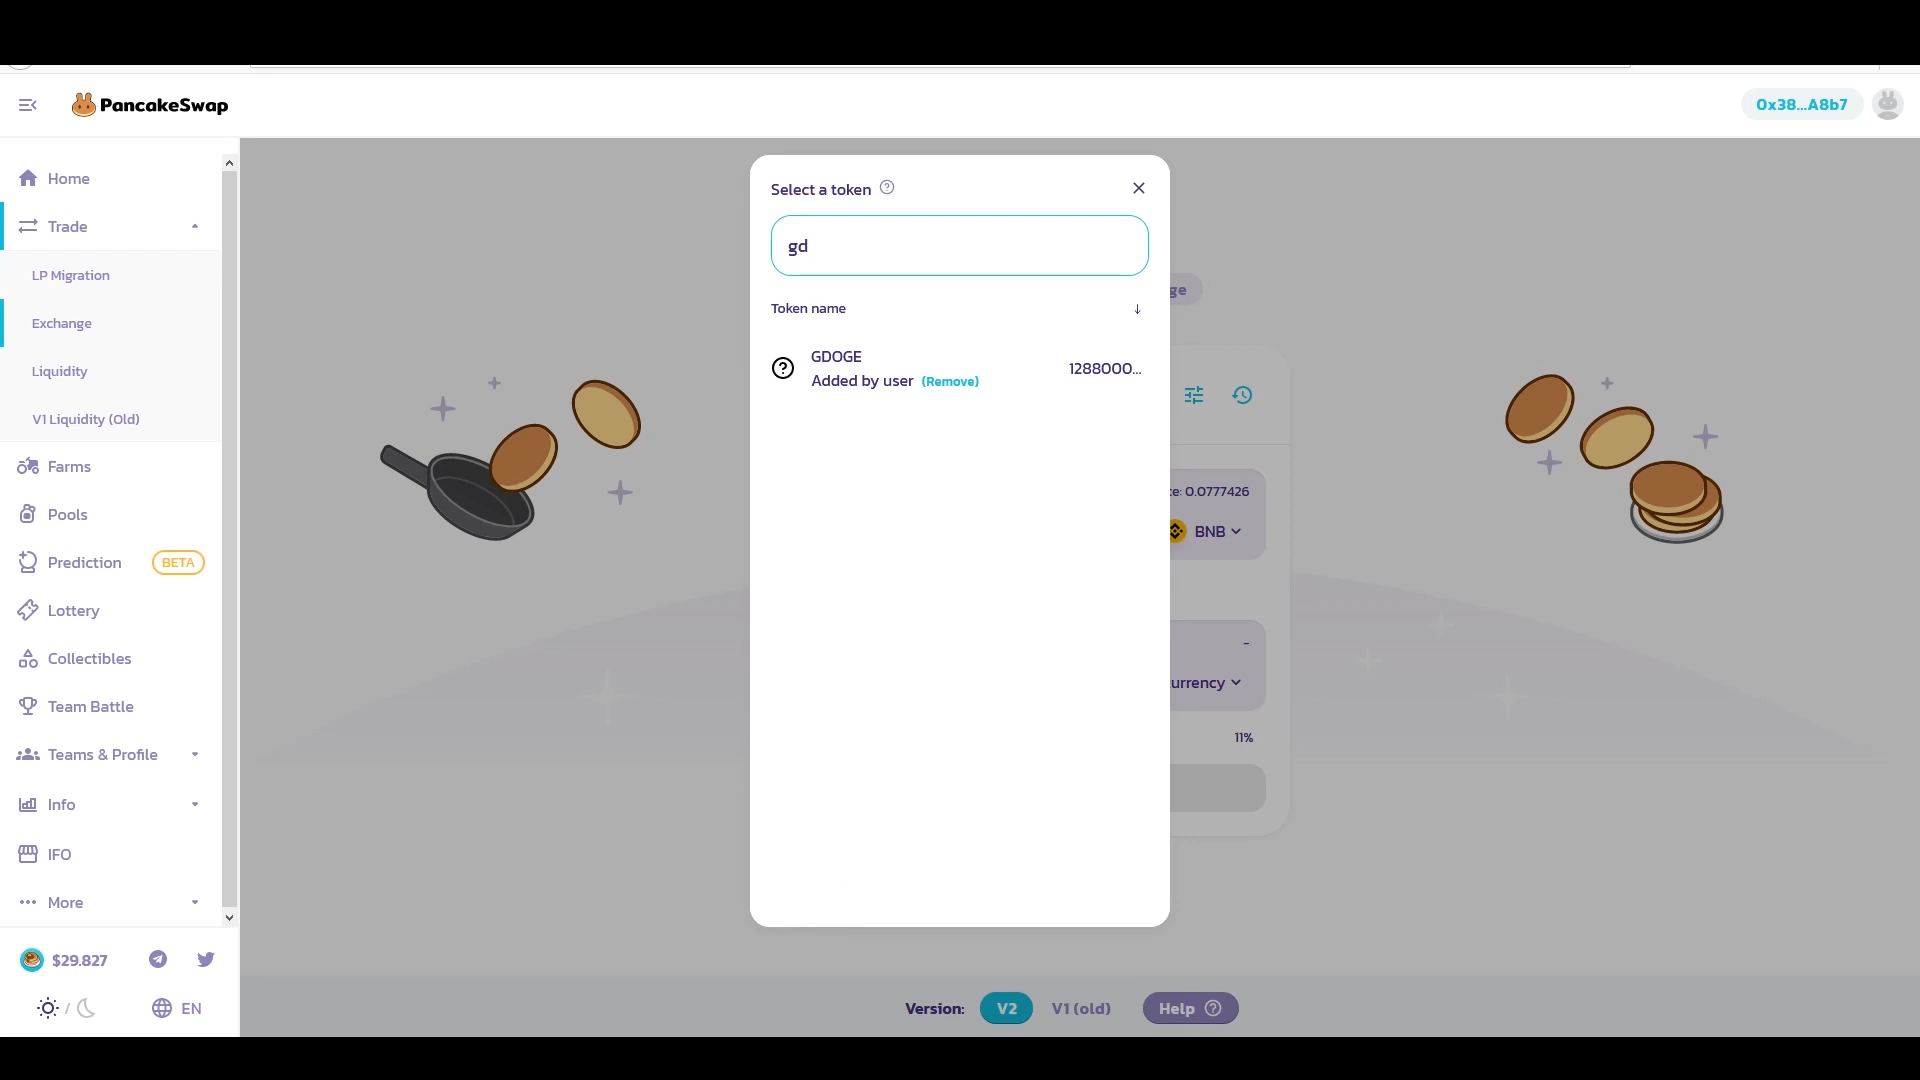 PancakeSwap
0x38...A8b7
Home
Trade
LP Migration
Exchange
Liquidity
V1 Liquidity (Old)
Farms
Pools
Prediction BETA
Lottery
Collectibles
Team Battle
Teams & Profile
Info
IFO
More
$29.827
EN
Select a token
gd
Token name
GDOGE
Added by user (Remove)
1288000...
ge
ce: 0.0777426
BNB
-
urrency
11%
Version: V2 V1 (old) Help